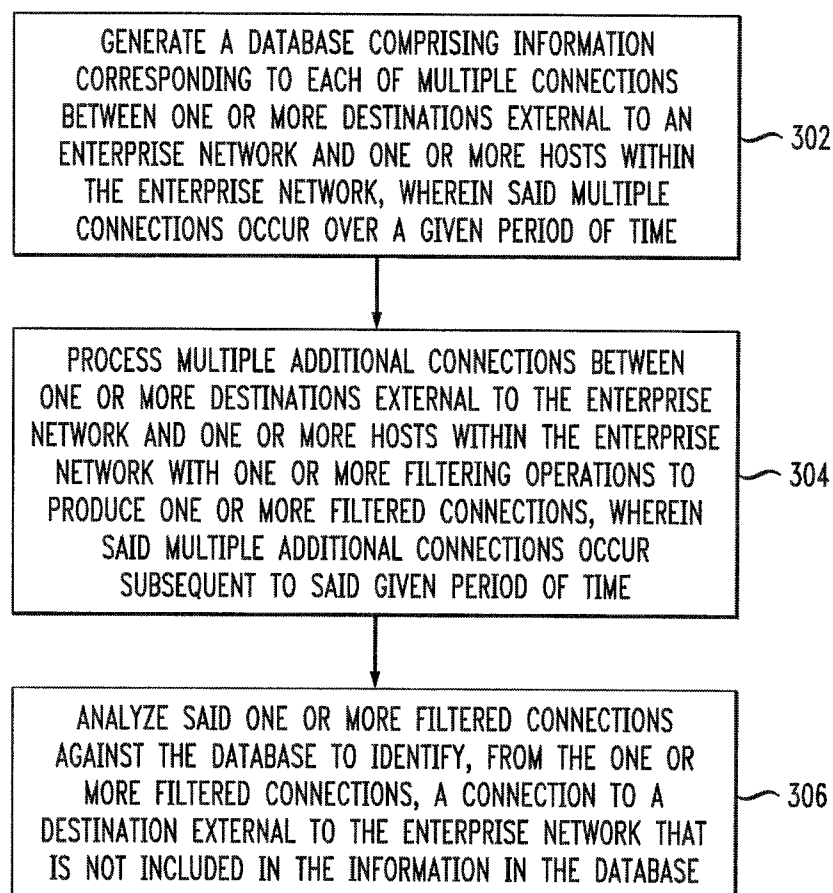 GENERATE A DATABASE COMPRISING INFORMATION
CORRESPONDING TO EACH OF MULTIPLE CONNECTIONS
BETWEEN ONE OR MORE DESTINATIONS EXTERNAL TO AN
ENTERPRISE NETWORK AND ONE OR MORE HOSTS WITHIN
THE ENTERPRISE NETWORK, WHEREIN SAID MULTIPLE
CONNECTIONS OCCUR OVER A GIVEN PERIOD OF TIME
302
PROCESS MULTIPLE ADDITIONAL CONNECTIONS BETWEEN
ONE OR MORE DESTINATIONS EXTERNAL TO THE ENTERPRISE
NETWORK AND ONE OR MORE HOSTS WITHIN THE ENTERPRISE
NETWORK WITH ONE OR MORE FILTERING OPERATIONS TO
PRODUCE ONE OR MORE FILTERED CONNECTIONS, WHEREIN
SAID MULTIPLE ADDITIONAL CONNECTIONS OCCUR
SUBSEQUENT TO SAID GIVEN PERIOD OF TIME
304
ANALYZE SAID ONE OR MORE FILTERED CONNECTIONS
AGAINST THE DATABASE TO IDENTIFY, FROM THE ONE OR
MORE FILTERED CONNECTIONS, A CONNECTION TO A
DESTINATION EXTERNAL TO THE ENTERPRISE NETWORK THAT
IS NOT INCLUDED IN THE INFORMATION IN THE DATABASE
306